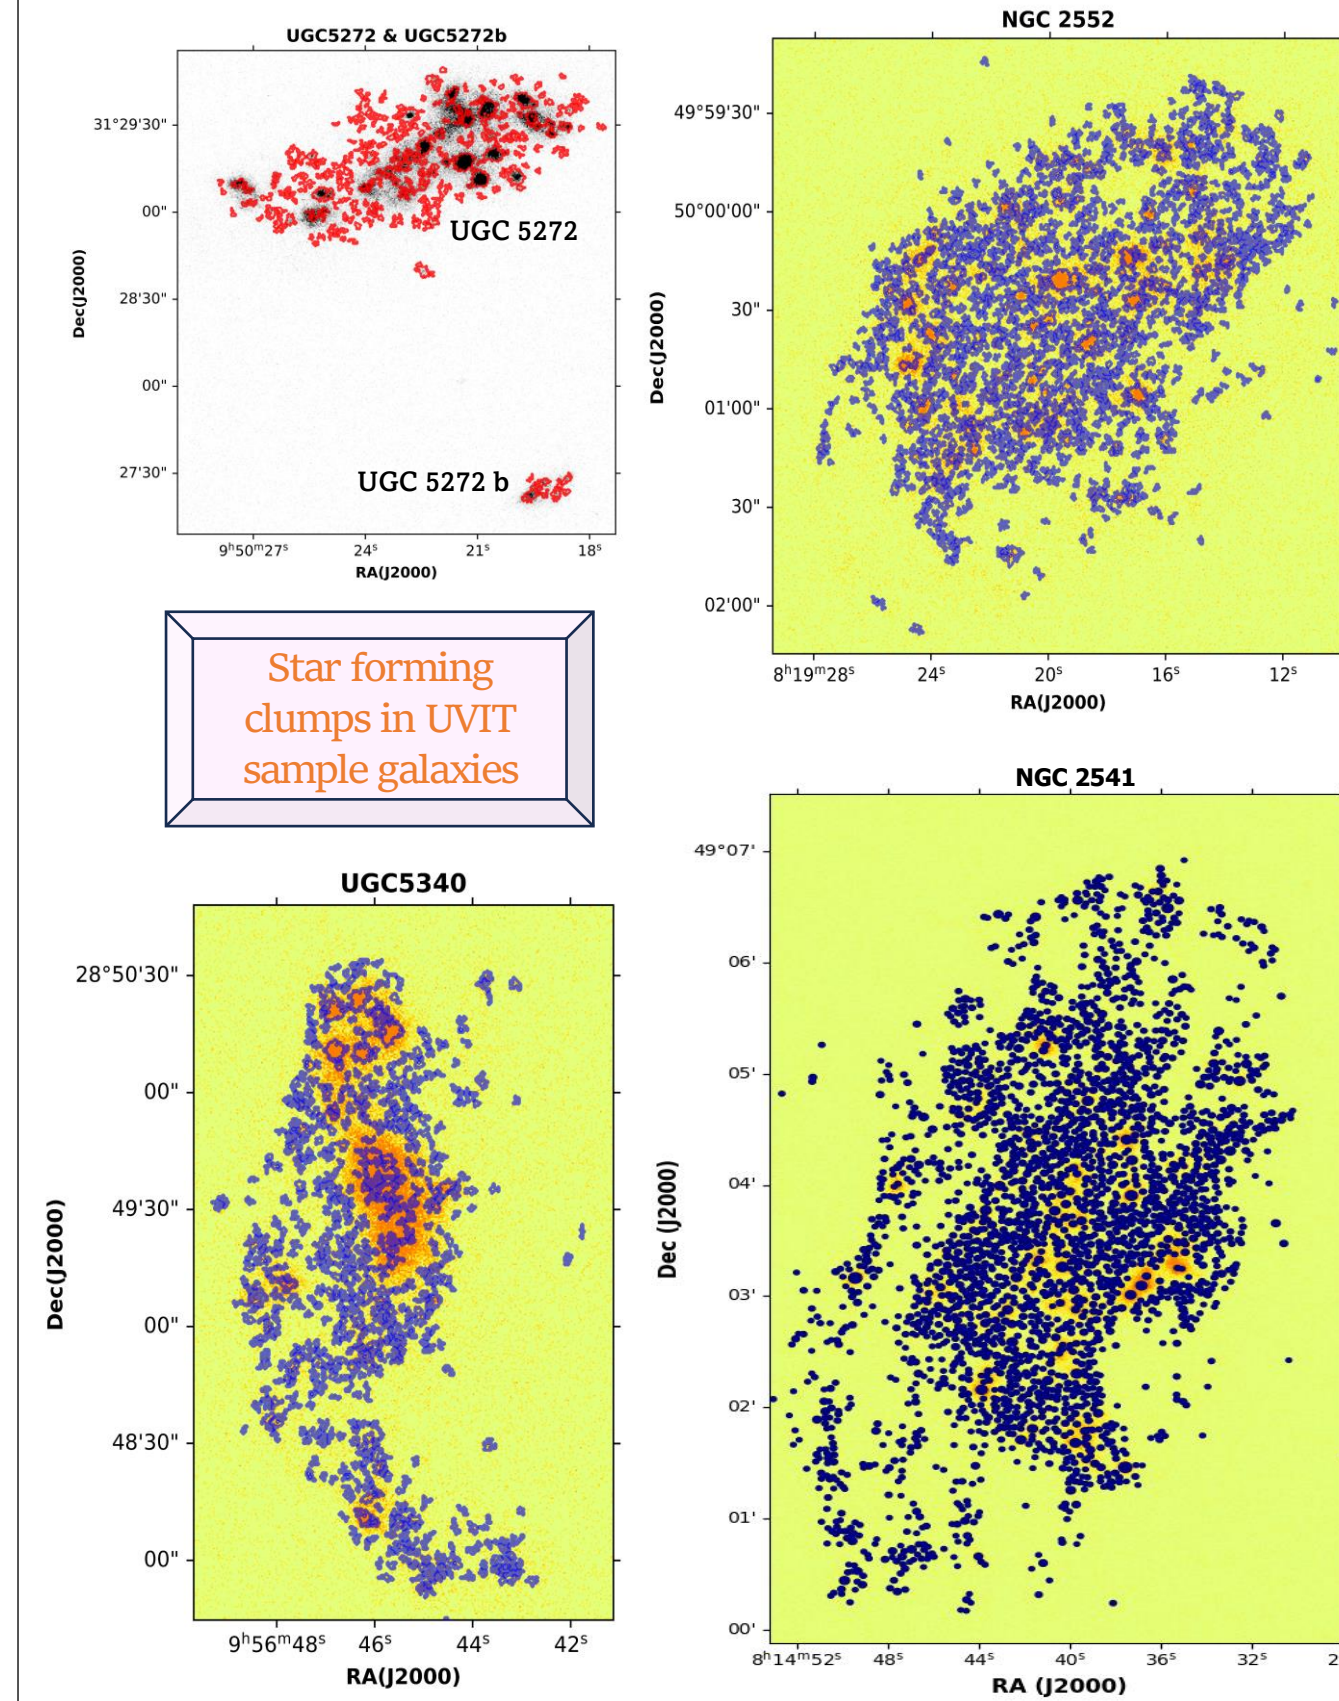 UGC5272 & UGC5272b
31°29'30"
00"
28'30"
00"
27'30"
Dec(J2000)
UGC 5272
UGC 5272 b
9ʰ50ᵐ27ˢ 24ˢ 21ˢ 18ˢ
RA(J2000)
NGC 2552
49°59'30"
50°00'00"
30"
01'00"
30"
02'00"
Dec(J2000)
8ʰ19ᵐ28ˢ 24ˢ 20ˢ 16ˢ 12ˢ
RA(J2000)
Star forming
clumps in UVIT
sample galaxies
UGC5340
28°50'30"
00"
49'30"
00"
48'30"
00"
Dec(J2000)
9ʰ56ᵐ48ˢ 46ˢ 44ˢ 42ˢ
RA(J2000)
NGC 2541
49°07'
06'
05'
04'
03'
02'
01'
00'
Dec (J2000)
8ʰ14ᵐ52ˢ 48ˢ 44ˢ 40ˢ 36ˢ 32ˢ 2
RA (J2000)